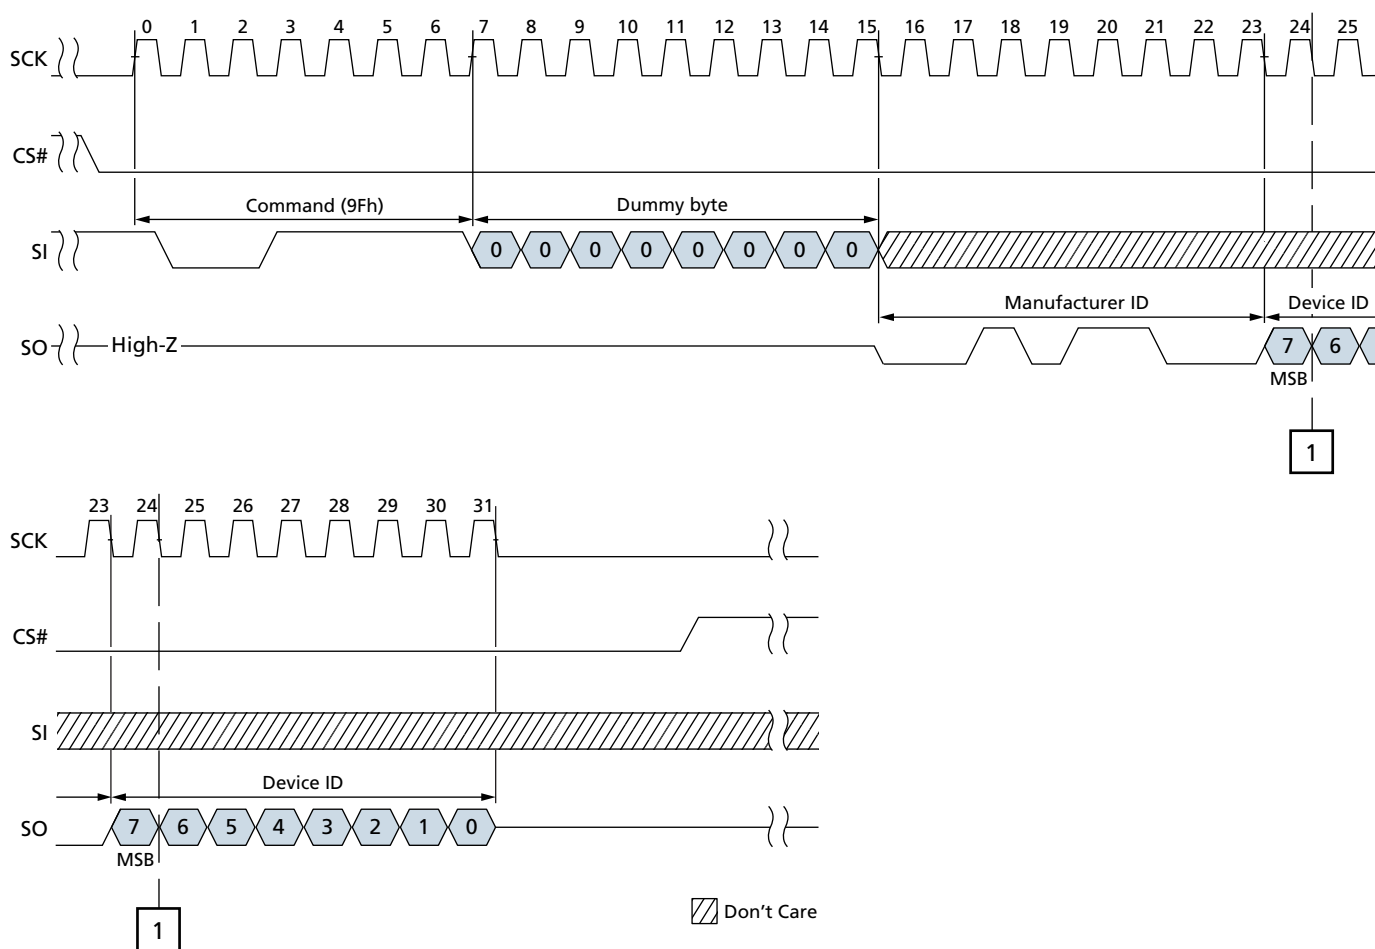 0 1 2 3 4 5 6 7 8 9 10 11 12 13 14 15 16 17 18 19 20 21 22 23 24 25
SCK
CS#
Command (9Fh) Dummy byte
SI 0 0 0 0 0 0 0 0
Manufacturer ID Device ID
SO High-Z 7 6
MSB
1
23 24 25 26 27 28 29 30 31
SCK
CS#
SI
Device ID
SO 7 6 5 4 3 2 1 0
MSB
Don't Care
1